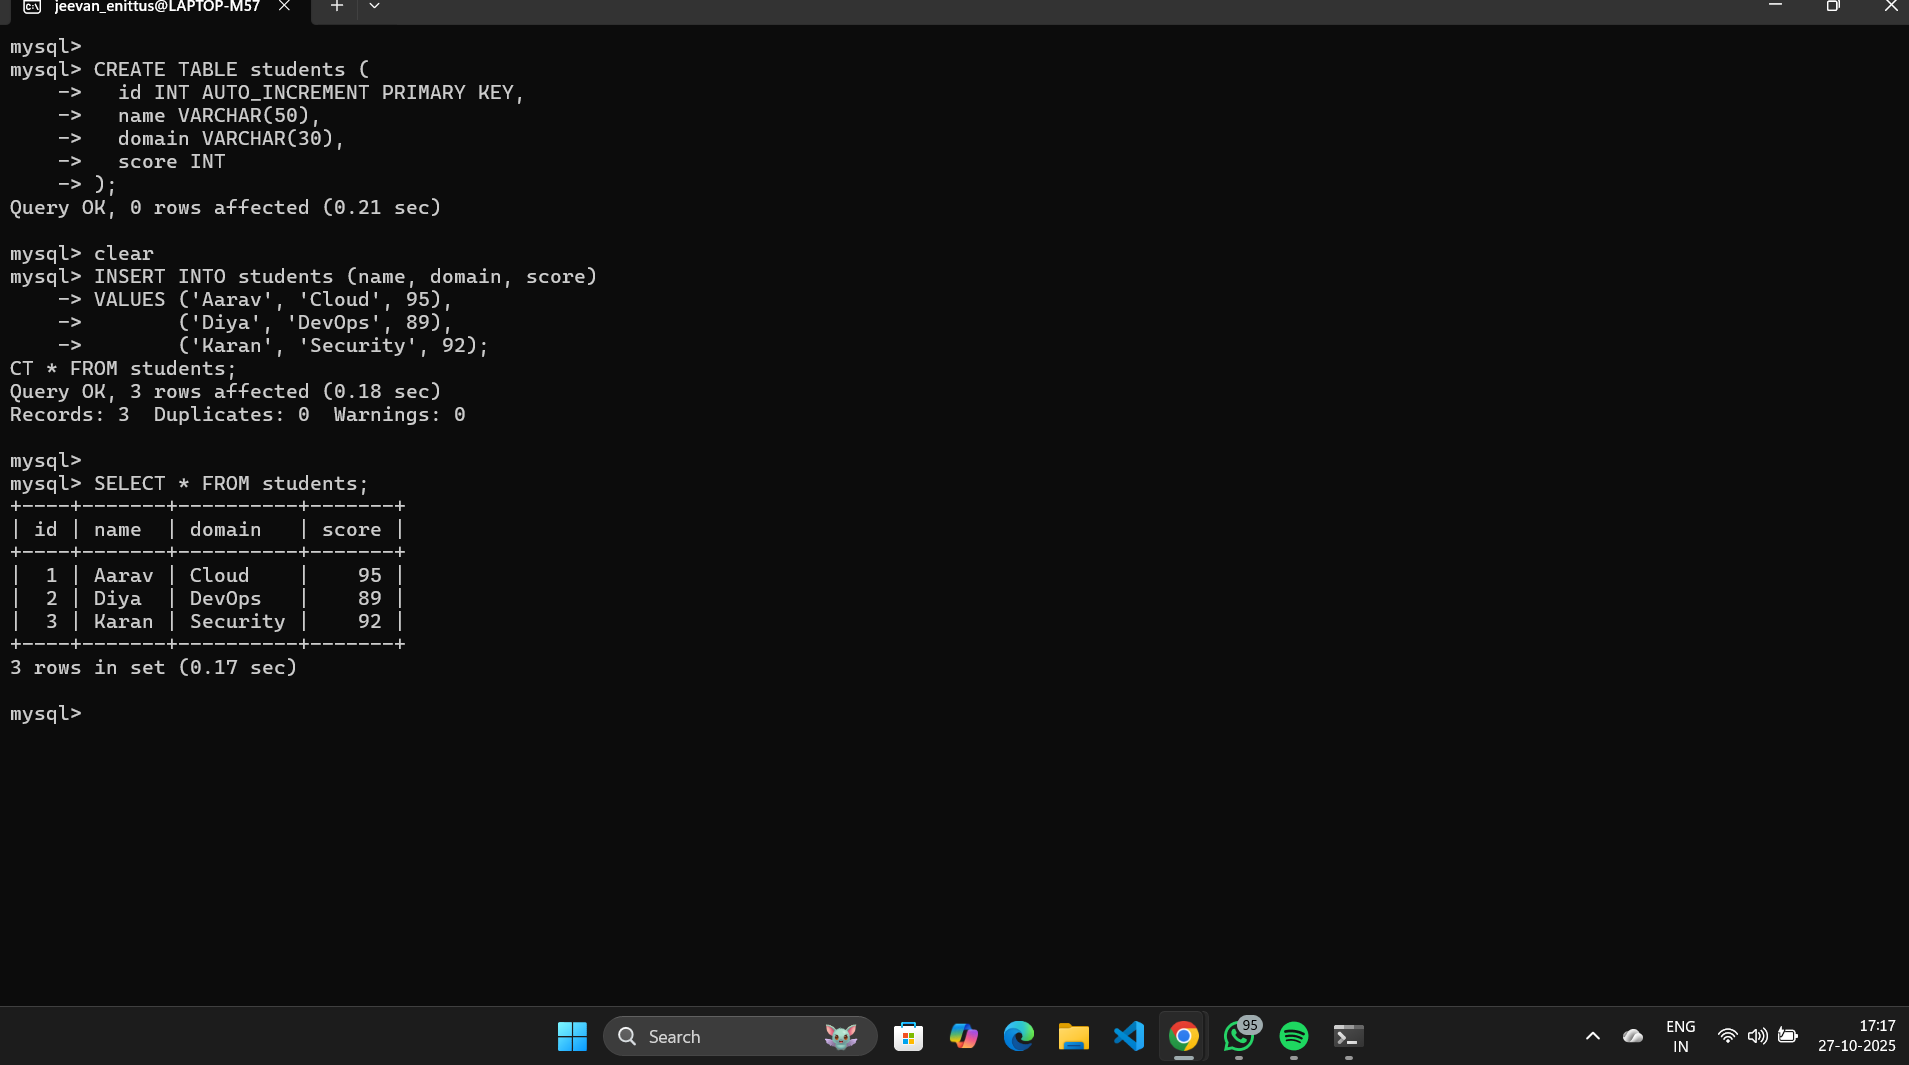 jeevan_enittus@LAPTOP-M57
mysql>
mysql> CREATE TABLE students (
    ->   id INT AUTO_INCREMENT PRIMARY KEY,
    ->   name VARCHAR(50),
    ->   domain VARCHAR(30),
    ->   score INT
    -> );
Query OK, 0 rows affected (0.21 sec)

mysql> clear
mysql> INSERT INTO students (name, domain, score)
    -> VALUES ('Aarav', 'Cloud', 95),
    ->        ('Diya', 'DevOps', 89),
    ->        ('Karan', 'Security', 92);
CT * FROM students;
Query OK, 3 rows affected (0.18 sec)
Records: 3  Duplicates: 0  Warnings: 0

mysql>
mysql> SELECT * FROM students;
+----+-------+----------+-------+
| id | name  | domain   | score |
+----+-------+----------+-------+
|  1 | Aarav | Cloud    |    95 |
|  2 | Diya  | DevOps   |    89 |
|  3 | Karan | Security |    92 |
+----+-------+----------+-------+
3 rows in set (0.17 sec)

mysql>
Search
95
ENG
IN
17:17
27-10-2025